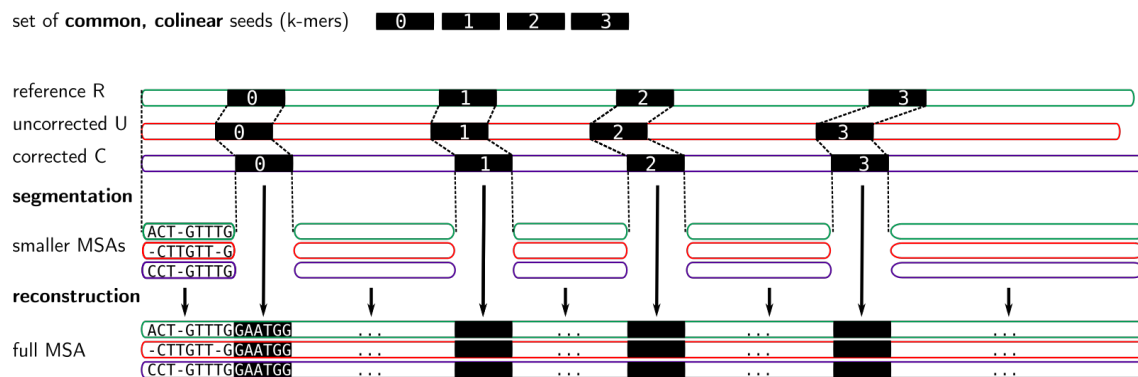 set of common, colinear seeds (k-mers) 0 1 2 3
reference R 0 1 2 3
uncorrected U 0 1 2 3
corrected C 0 1 2 3
segmentation
ACT-GTTTG
smaller MSAs -CTTGTT-G
CCT-GTTTG
reconstruction
ACT-GTTTGGAATGG ... ... ... ...
full MSA -CTTGTT-GGAATGG ... ... ... ...
CCT-GTTTGGAATGG ... ... ... ...